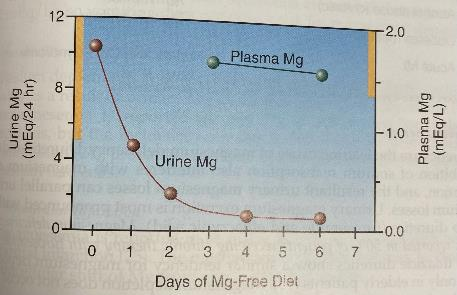 12
2.0
Plasma Mg
8
Urine Mg
(mEq/24 hr)
1.0
Plasma Mg
(mEq/L)
Urine Mg
4
0
0.0
0 1 2 3 4 5 6 7
Days of Mg-Free Diet